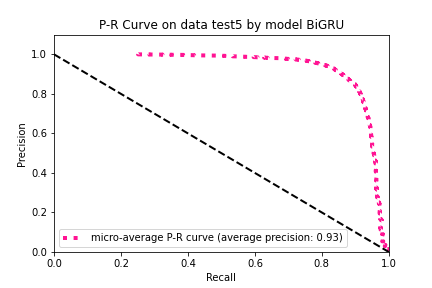 P-R Curve on data test5 by model BiGRU
Precision
1.0
0.8
0.6
0.4
0.2
0.0
micro-average P-R curve (average precision: 0.93)
0.0 0.2 0.4 0.6 0.8 1.0
Recall